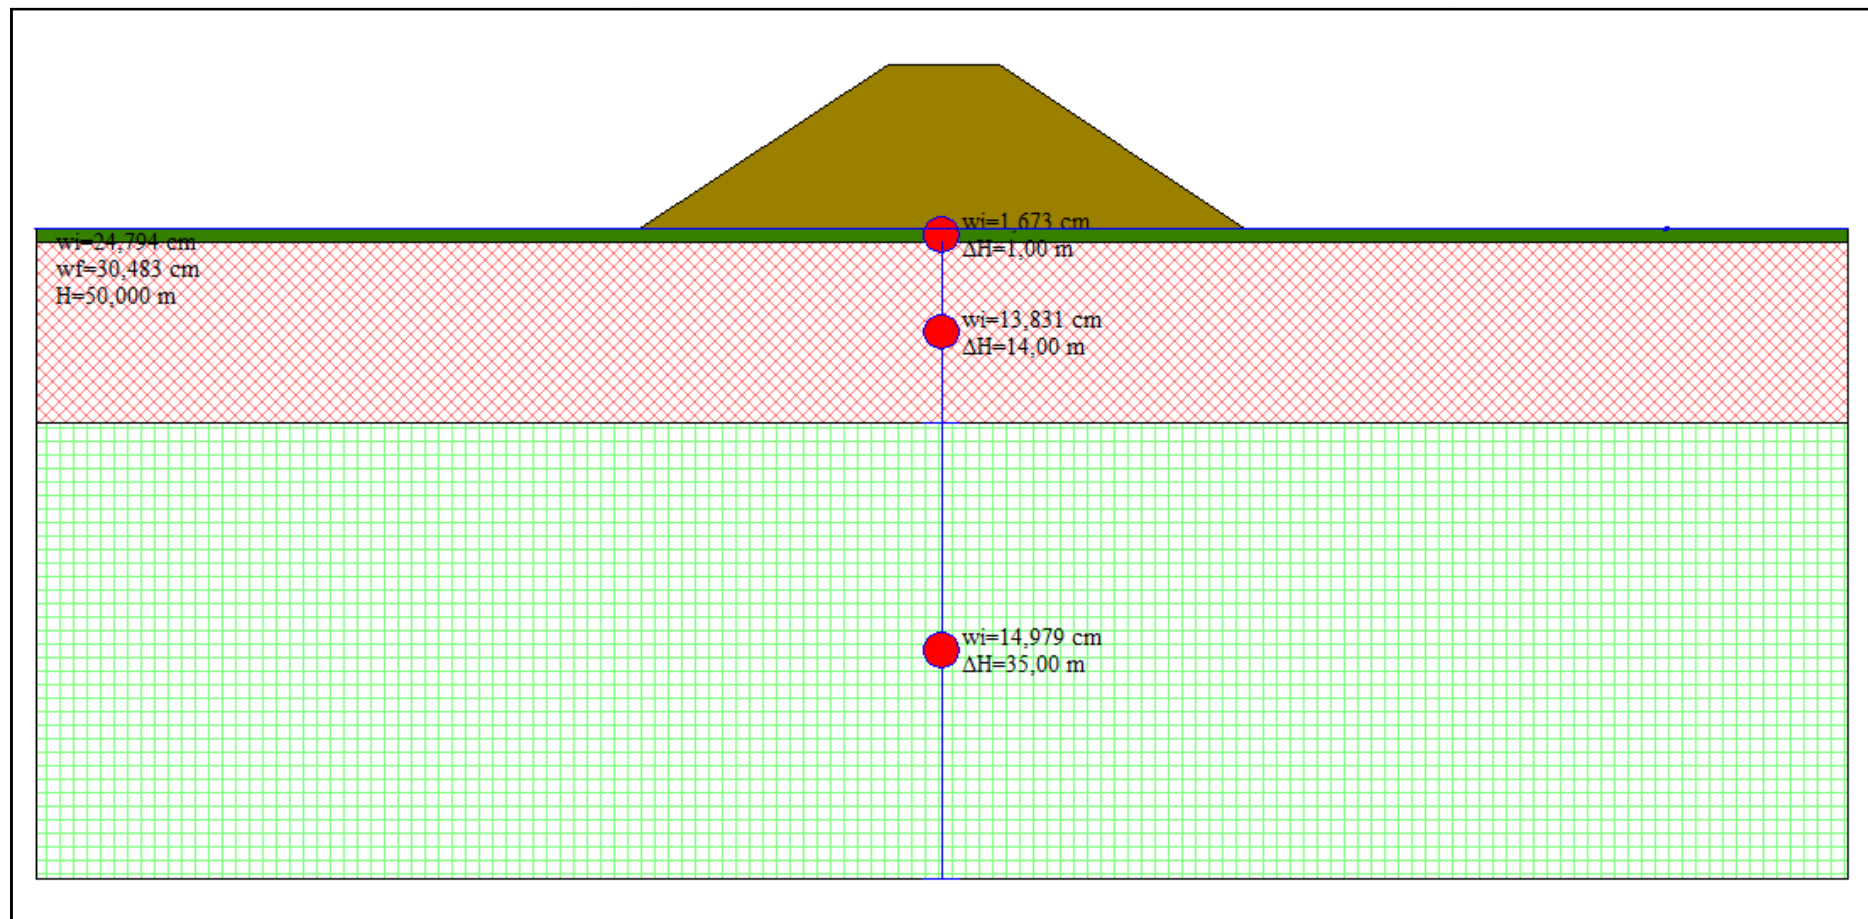 wi=1,673 cm
ΔH=1,00 m
wi=24,794 cm
wf=30,483 cm
H=50,000 m
wi=13,831 cm
ΔH=14,00 m
wi=14,979 cm
ΔH=35,00 m